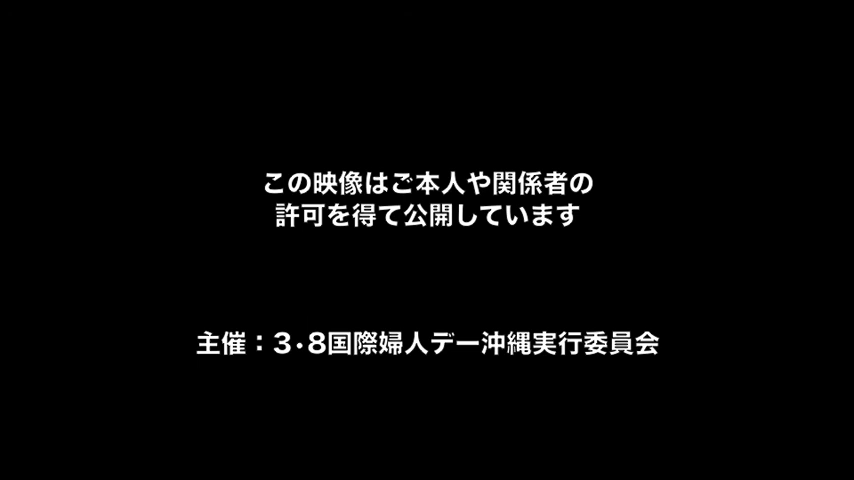 この映像はご本人や関係者の
許可を得て公開しています
主催：3・8国際婦人デー沖縄実行委員会